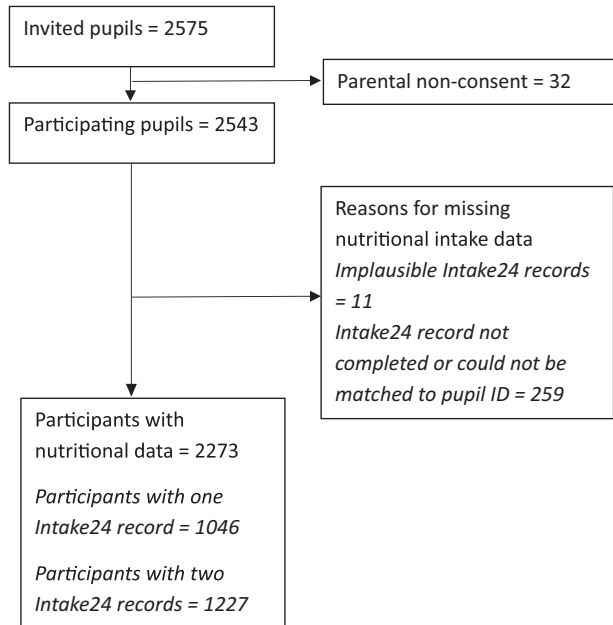 Invited pupils = 2575
Parental non-consent = 32
Participating pupils = 2543
Reasons for missing
nutritional intake data
Implausible Intake24 records
= 11
Intake24 record not
completed or could not be
matched to pupil ID = 259
Participants with
nutritional data = 2273
Participants with one
Intake24 record = 1046
Participants with two
Intake24 records = 1227